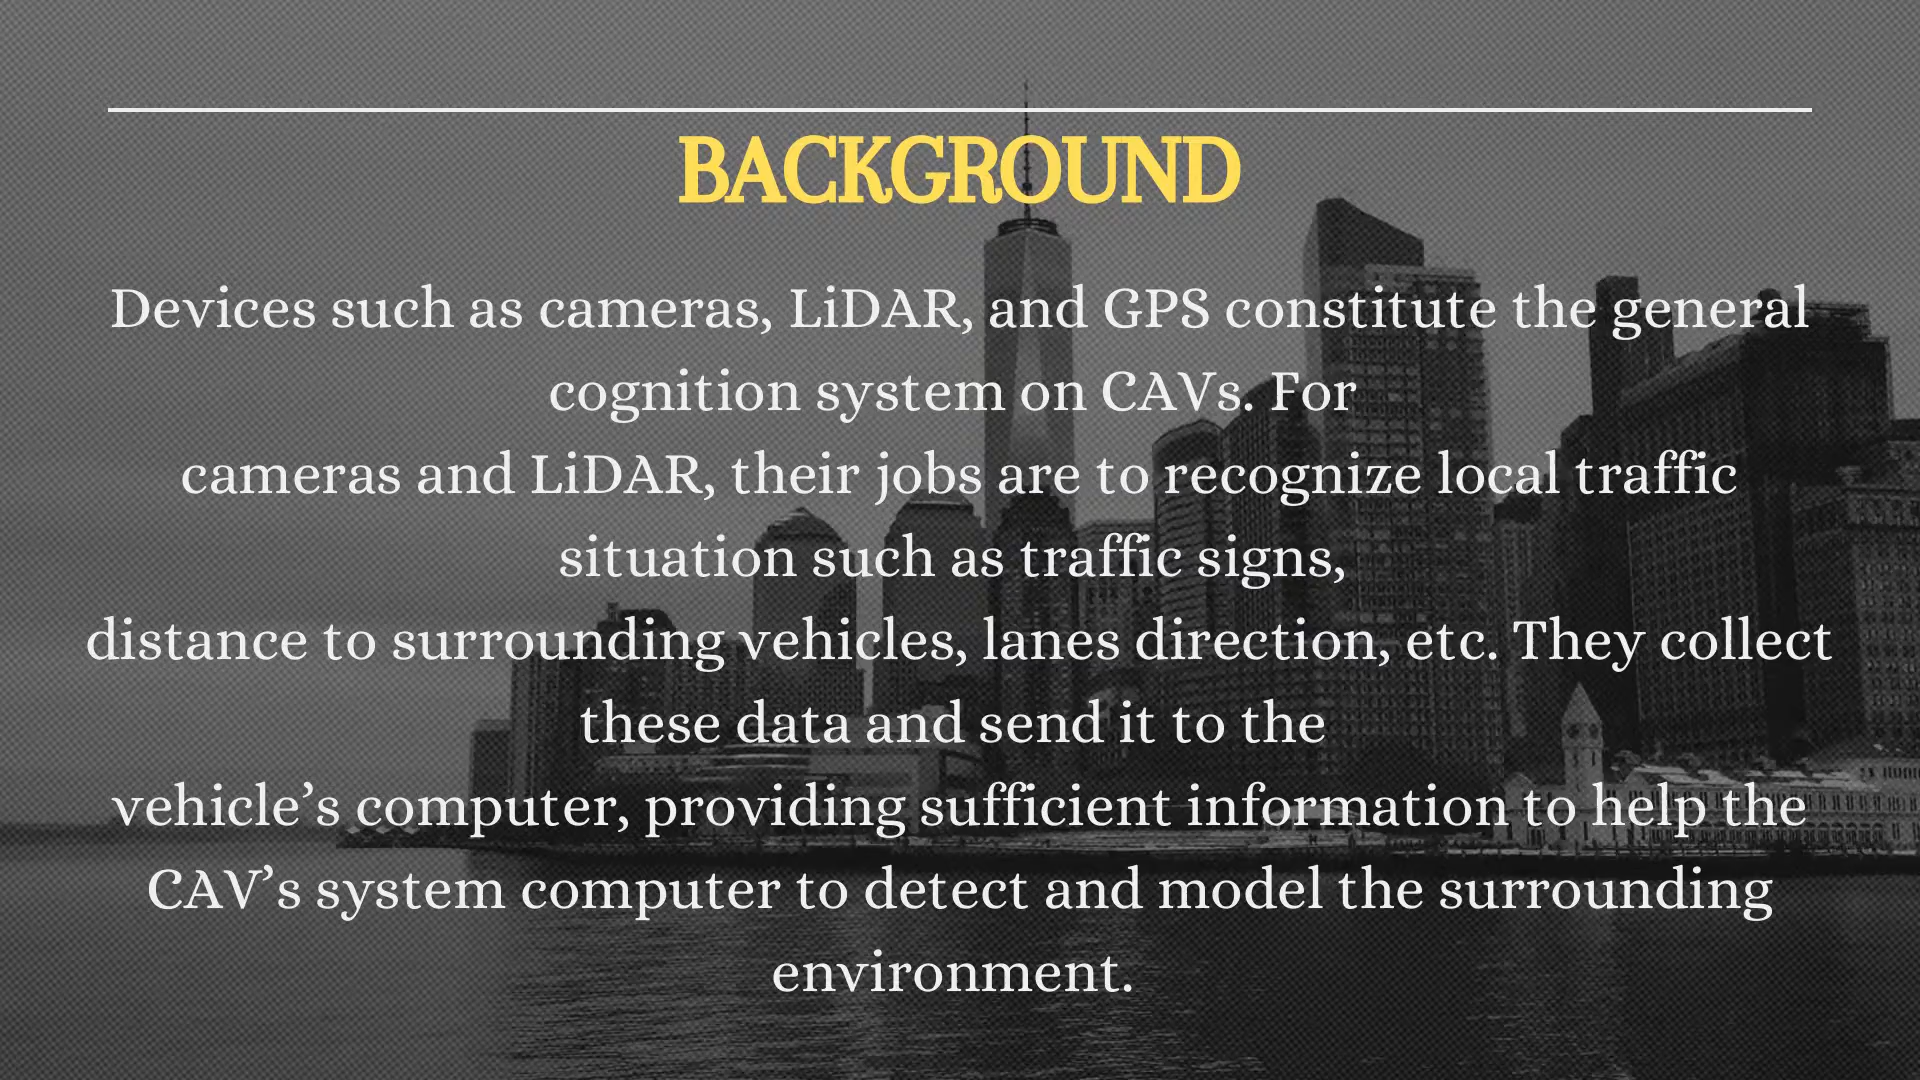 BACKGROUND
Devices such as cameras, LiDAR, and GPS constitute the general
cognition system on CAVs. For
cameras and LiDAR, their jobs are to recognize local traffic
situation such as traffic signs,
distance to surrounding vehicles, lanes direction, etc. They collect
these data and send it to the
vehicle’s computer, providing sufficient information to help the
CAV’s system computer to detect and model the surrounding
environment.